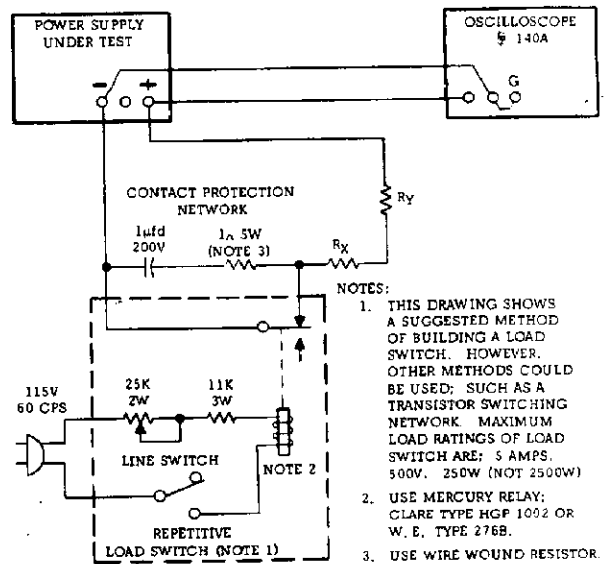 POWER SUPPLY
UNDER TEST
OSCILLOSCOPE
140A
G
- +
CONTACT PROTECTION
NETWORK
1µfd
200V
1Λ 5W
(NOTE 3)
RX
RY
115V
60 CPS
25K
2W
11K
3W
LINE SWITCH
NOTE 2
REPETITIVE
LOAD SWITCH (NOTE 1)
NOTES:
1. THIS DRAWING SHOWS
A SUGGESTED METHOD
OF BUILDING A LOAD
SWITCH. HOWEVER,
OTHER METHODS COULD
BE USED; SUCH AS A
TRANSISTOR SWITCHING
NETWORK. MAXIMUM
LOAD RATINGS OF LOAD
SWITCH ARE; 5 AMPS,
500V, 250W (NOT 2500W)
2. USE MERCURY RELAY;
CLARE TYPE HGP 1002 OR
W. E. TYPE 276B.
3. USE WIRE WOUND RESISTOR.